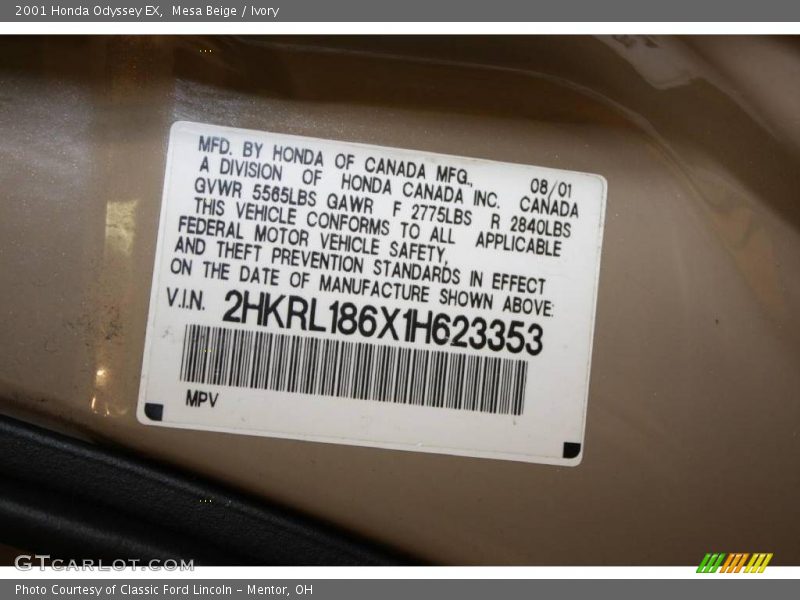 2001 Honda Odyssey EX,  Mesa Beige / Ivory
MFD. BY HONDA OF CANADA MFG., 08/01
A DIVISION OF HONDA CANADA INC. CANADA
GVWR 5565LBS GAWR F 2775LBS R 2840LBS
THIS VEHICLE CONFORMS TO ALL APPLICABLE
FEDERAL MOTOR VEHICLE SAFETY,
AND THEFT PREVENTION STANDARDS IN EFFECT
ON THE DATE OF MANUFACTURE SHOWN ABOVE:
V.I.N. 2HKRL186X1H623353
MPV
GTCARLOT.COM
Photo Courtesy of Classic Ford Lincoln - Mentor, OH